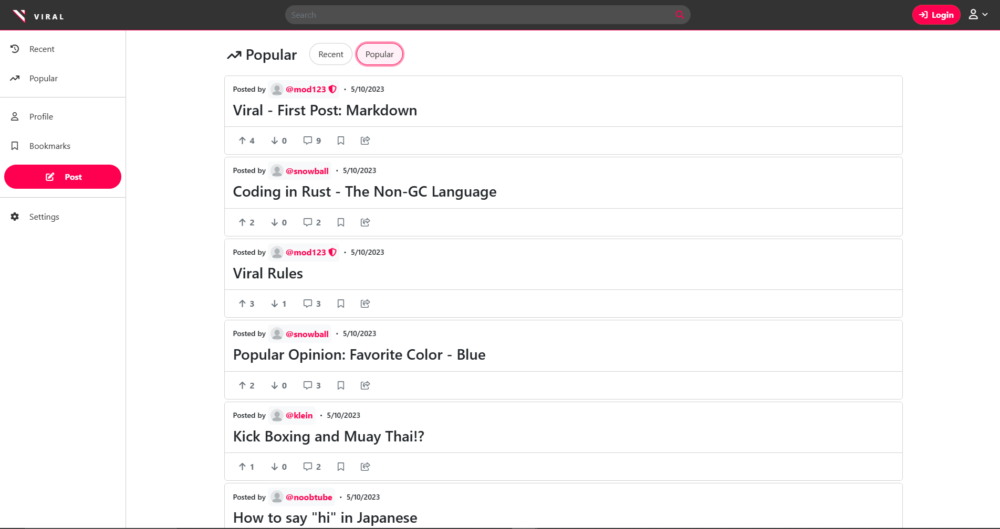 VIRAL
Search
Login
Recent
Popular
Profile
Bookmarks
Post
Settings
Popular Recent Popular
Posted by @mod123 · 5/10/2023
Viral - First Post: Markdown
4 0 9
Posted by @snowball · 5/10/2023
Coding in Rust - The Non-GC Language
2 0 2
Posted by @mod123 · 5/10/2023
Viral Rules
3 1 3
Posted by @snowball · 5/10/2023
Popular Opinion: Favorite Color - Blue
2 0 3
Posted by @klein · 5/10/2023
Kick Boxing and Muay Thai!?
1 0 2
Posted by @noobtube · 5/10/2023
How to say "hi" in Japanese